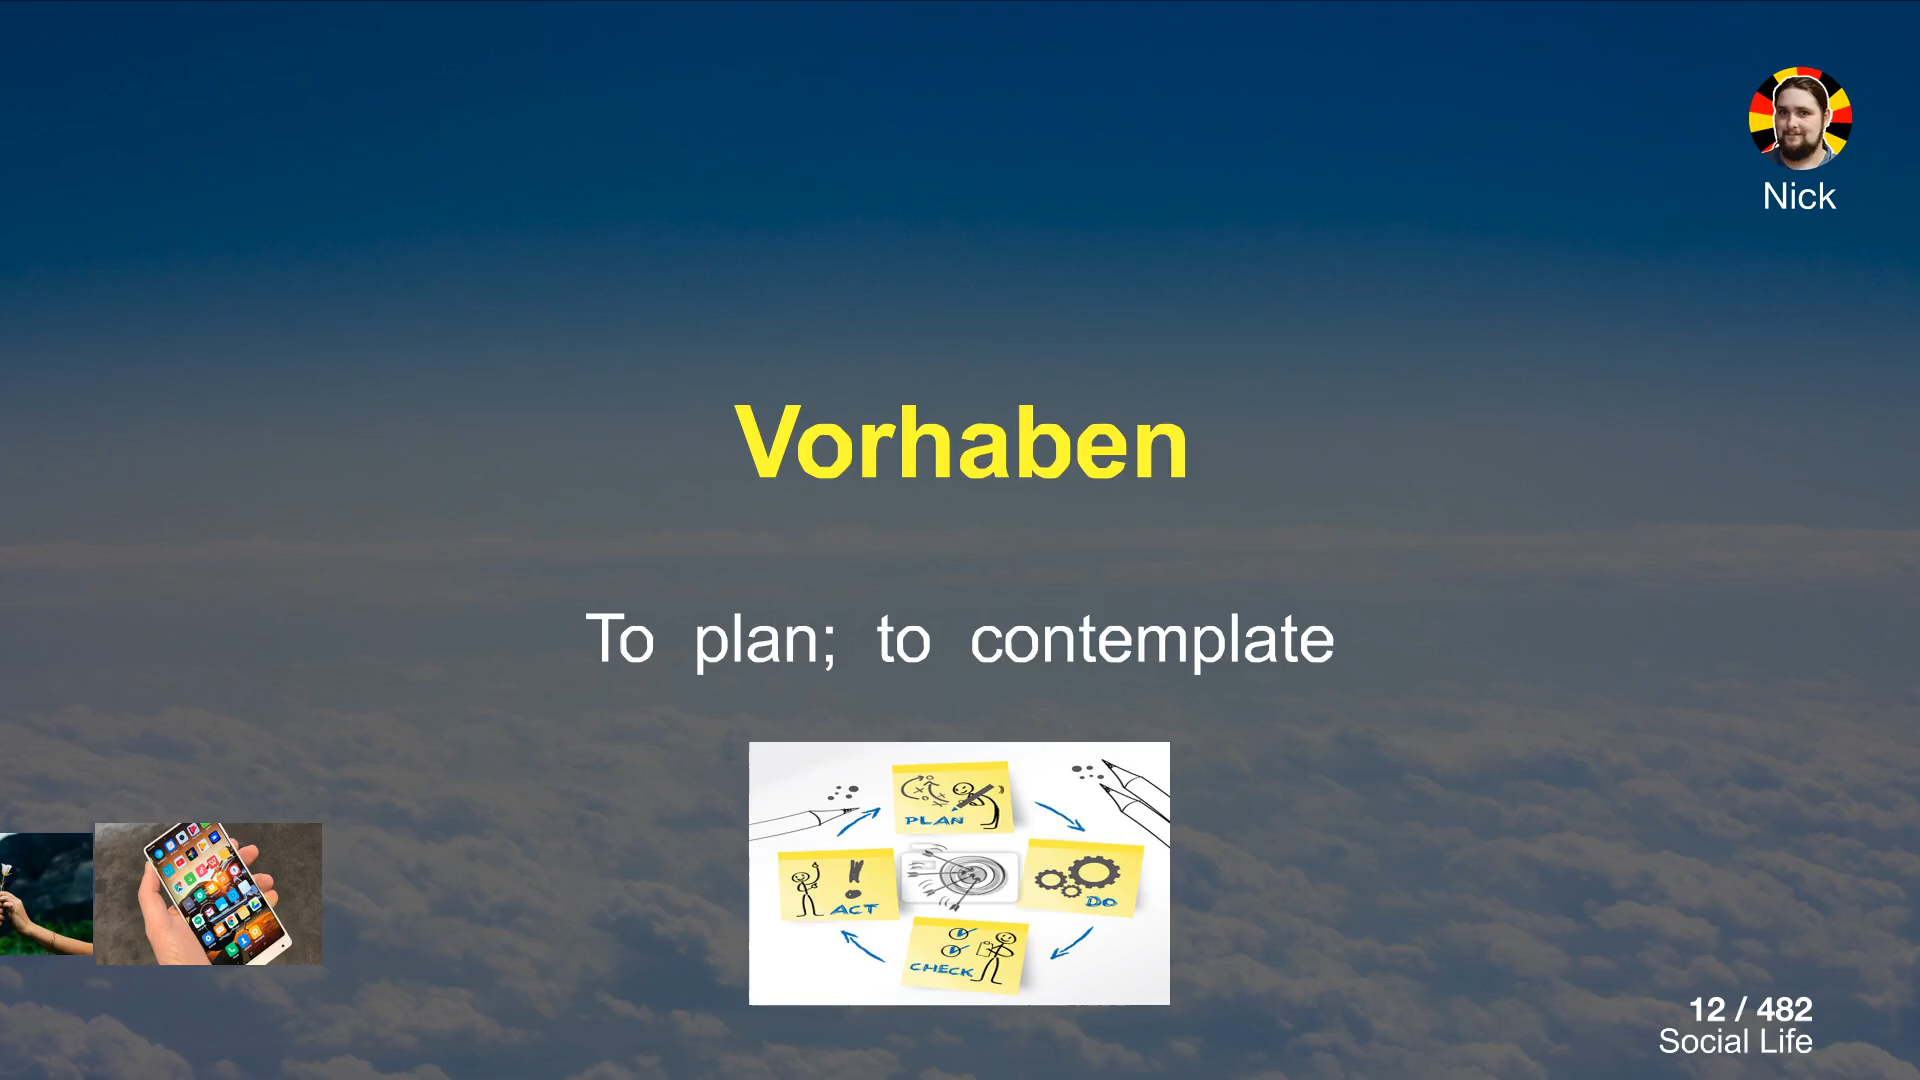 Nick
Vorhaben
To plan; to contemplate
PLAN
ACT
DO
CHECK
12 / 482
Social Life